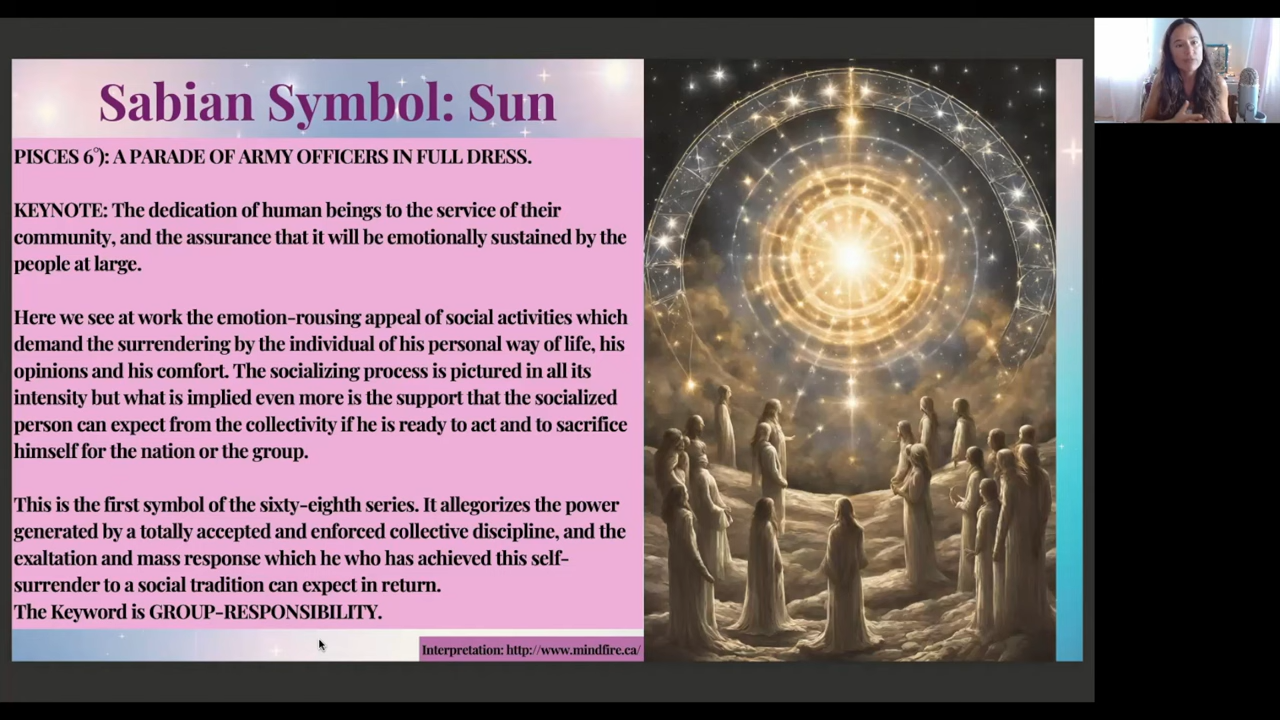 Sabian Symbol: Sun
PISCES 6°): A PARADE OF ARMY OFFICERS IN FULL DRESS.
KEYNOTE: The dedication of human beings to the service of their
community, and the assurance that it will be emotionally sustained by the
people at large.
Here we see at work the emotion-rousing appeal of social activities which
demand the surrendering by the individual of his personal way of life, his
opinions and his comfort. The socializing process is pictured in all its
intensity but what is implied even more is the support that the socialized
person can expect from the collectivity if he is ready to act and to sacrifice
himself for the nation or the group.
This is the first symbol of the sixty-eighth series. It allegorizes the power
generated by a totally accepted and enforced collective discipline, and the
exaltation and mass response which he who has achieved this self-
surrender to a social tradition can expect in return.
The Keyword is GROUP-RESPONSIBILITY.
Interpretation: http://www.mindfire.ca/